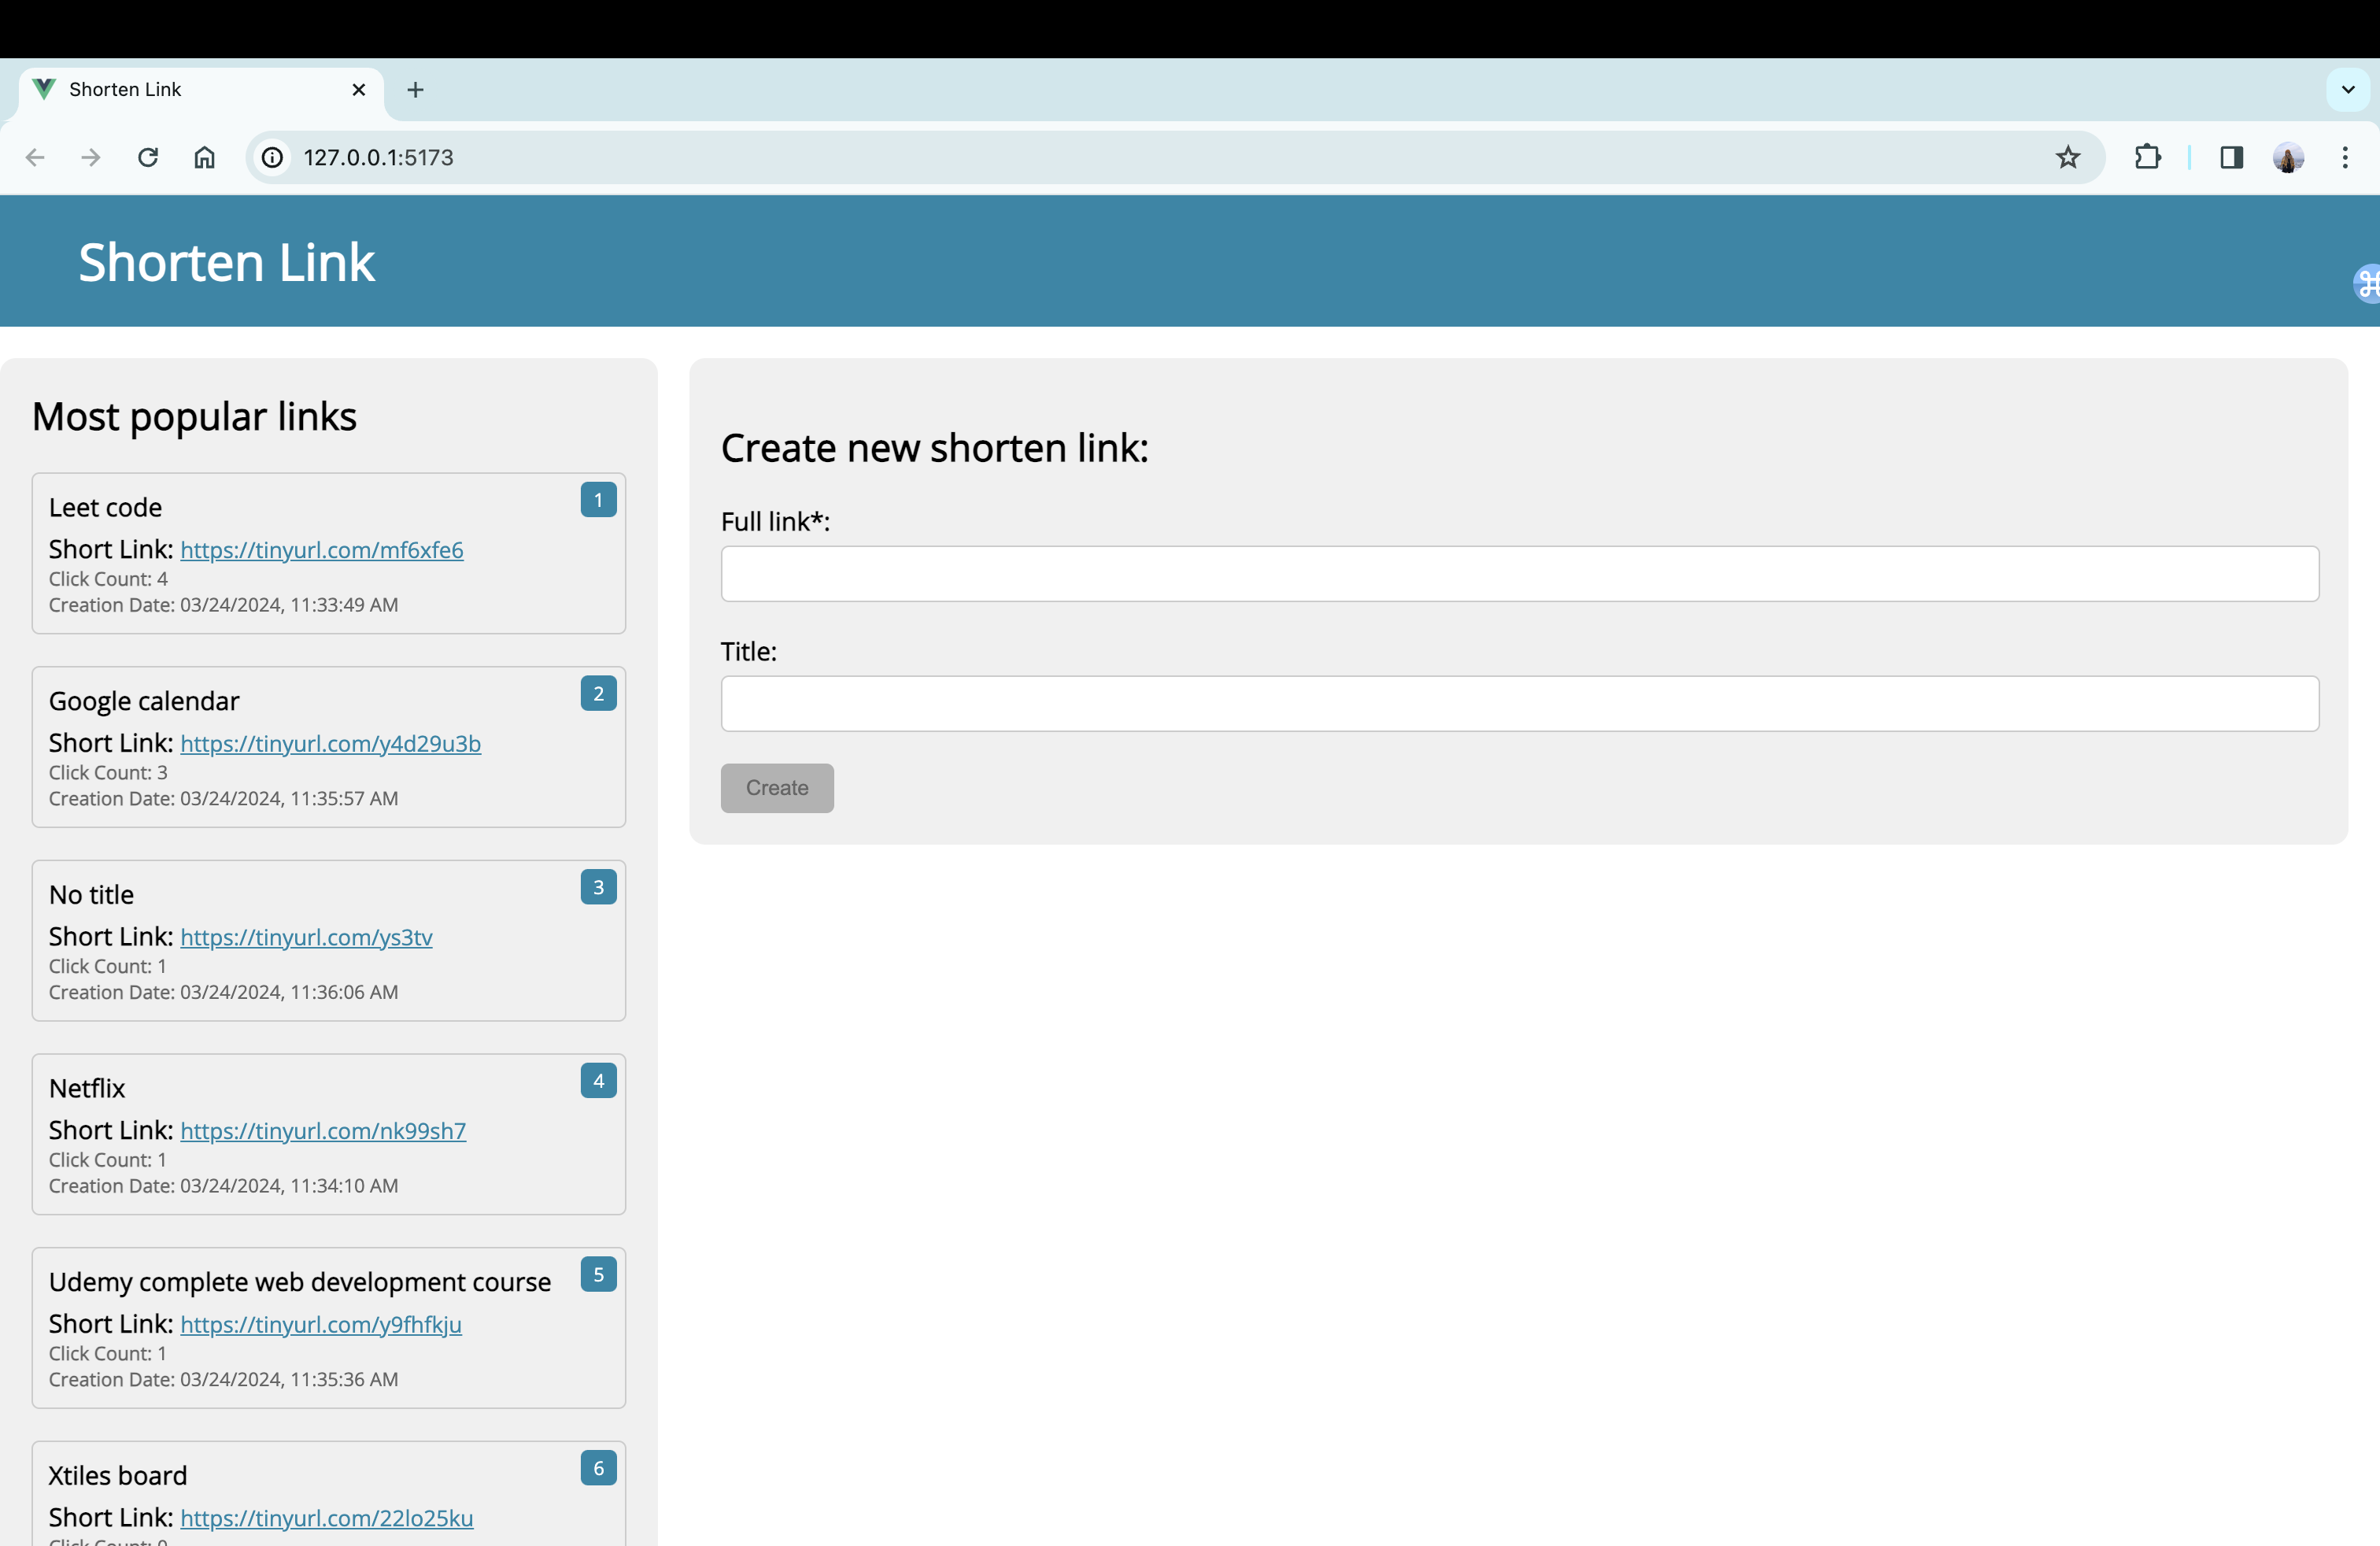 Shorten Link
127.0.0.1:5173
Shorten Link
Most popular links
Leet code
1
Short Link: https://tinyurl.com/mf6xfe6
Click Count: 4
Creation Date: 03/24/2024, 11:33:49 AM
Google calendar
2
Short Link: https://tinyurl.com/y4d29u3b
Click Count: 3
Creation Date: 03/24/2024, 11:35:57 AM
No title
3
Short Link: https://tinyurl.com/ys3tv
Click Count: 1
Creation Date: 03/24/2024, 11:36:06 AM
Netflix
4
Short Link: https://tinyurl.com/nk99sh7
Click Count: 1
Creation Date: 03/24/2024, 11:34:10 AM
Udemy complete web development course
5
Short Link: https://tinyurl.com/y9fhfkju
Click Count: 1
Creation Date: 03/24/2024, 11:35:36 AM
Xtiles board
6
Short Link: https://tinyurl.com/22lo25ku
Click Count: 0
Create new shorten link:
Full link*:
Title:
Create